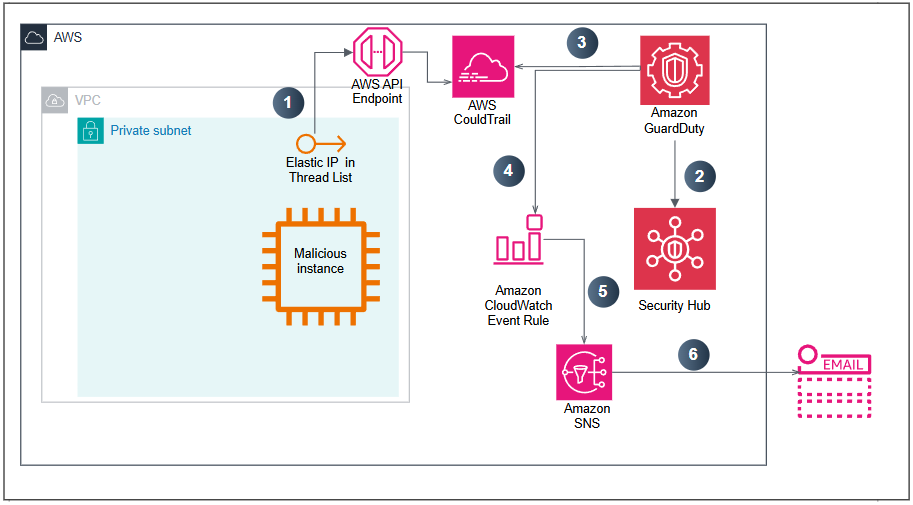 AWS
VPC
Private subnet
1
AWS API
Endpoint
Elastic IP in
Thread List
Malicious
instance
AWS
CouldTrail
3
Amazon
GuardDuty
4
2
Amazon
CloudWatch
Event Rule
5
Security Hub
6
Amazon
SNS
EMAIL